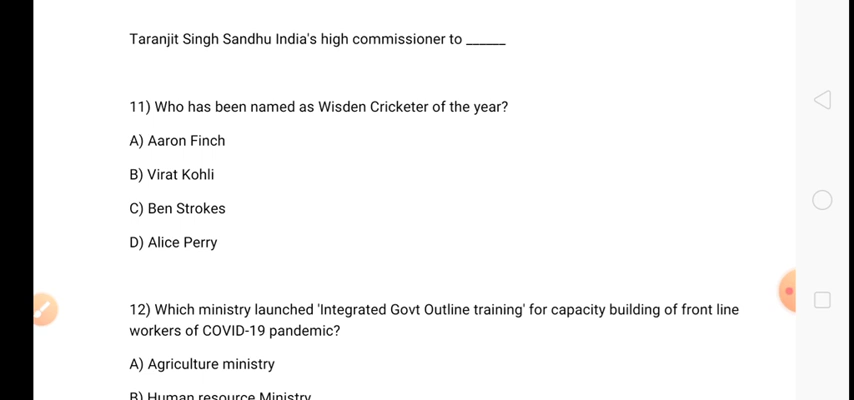 Taranjit Singh Sandhu India's high commissioner to ______
11) Who has been named as Wisden Cricketer of the year?
A) Aaron Finch
B) Virat Kohli
C) Ben Strokes
D) Alice Perry
12) Which ministry launched 'Integrated Govt Outline training' for capacity building of front line
workers of COVID-19 pandemic?
A) Agriculture ministry
B) Human resource Ministry